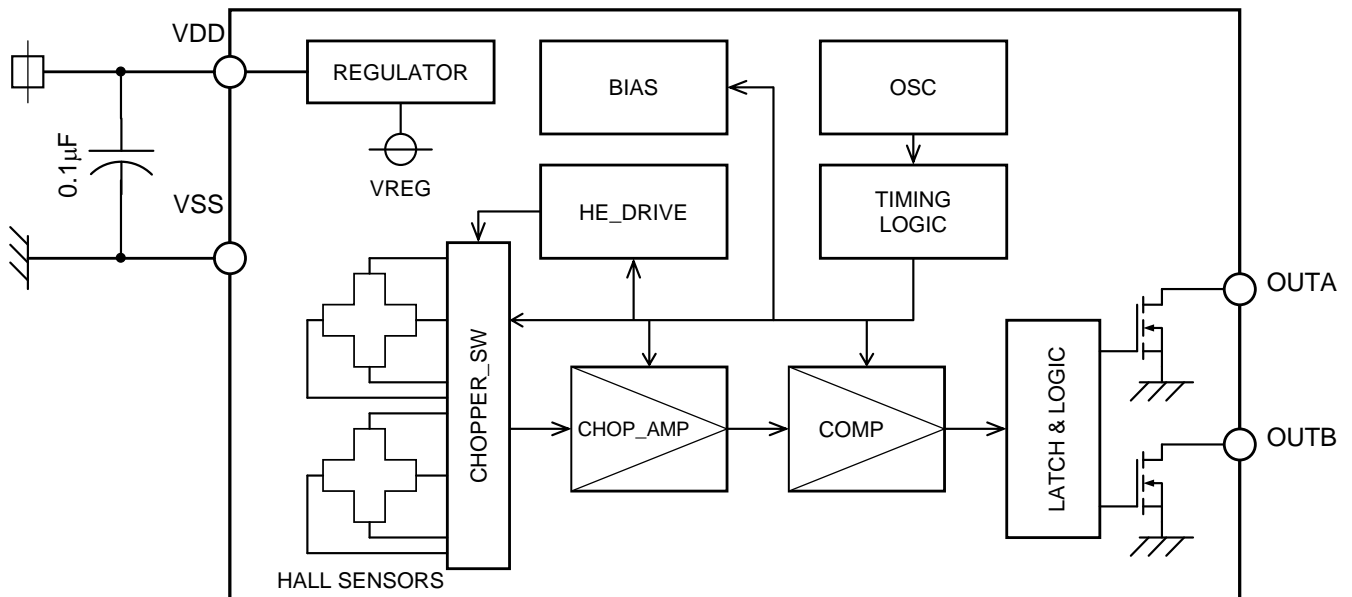 VDD
REGULATOR
BIAS
OSC
0.1μF
VREG
VSS
HE_DRIVE
TIMING
LOGIC
OUTA
CHOPPER_SW
CHOP_AMP
COMP
LATCH & LOGIC
OUTB
HALL SENSORS